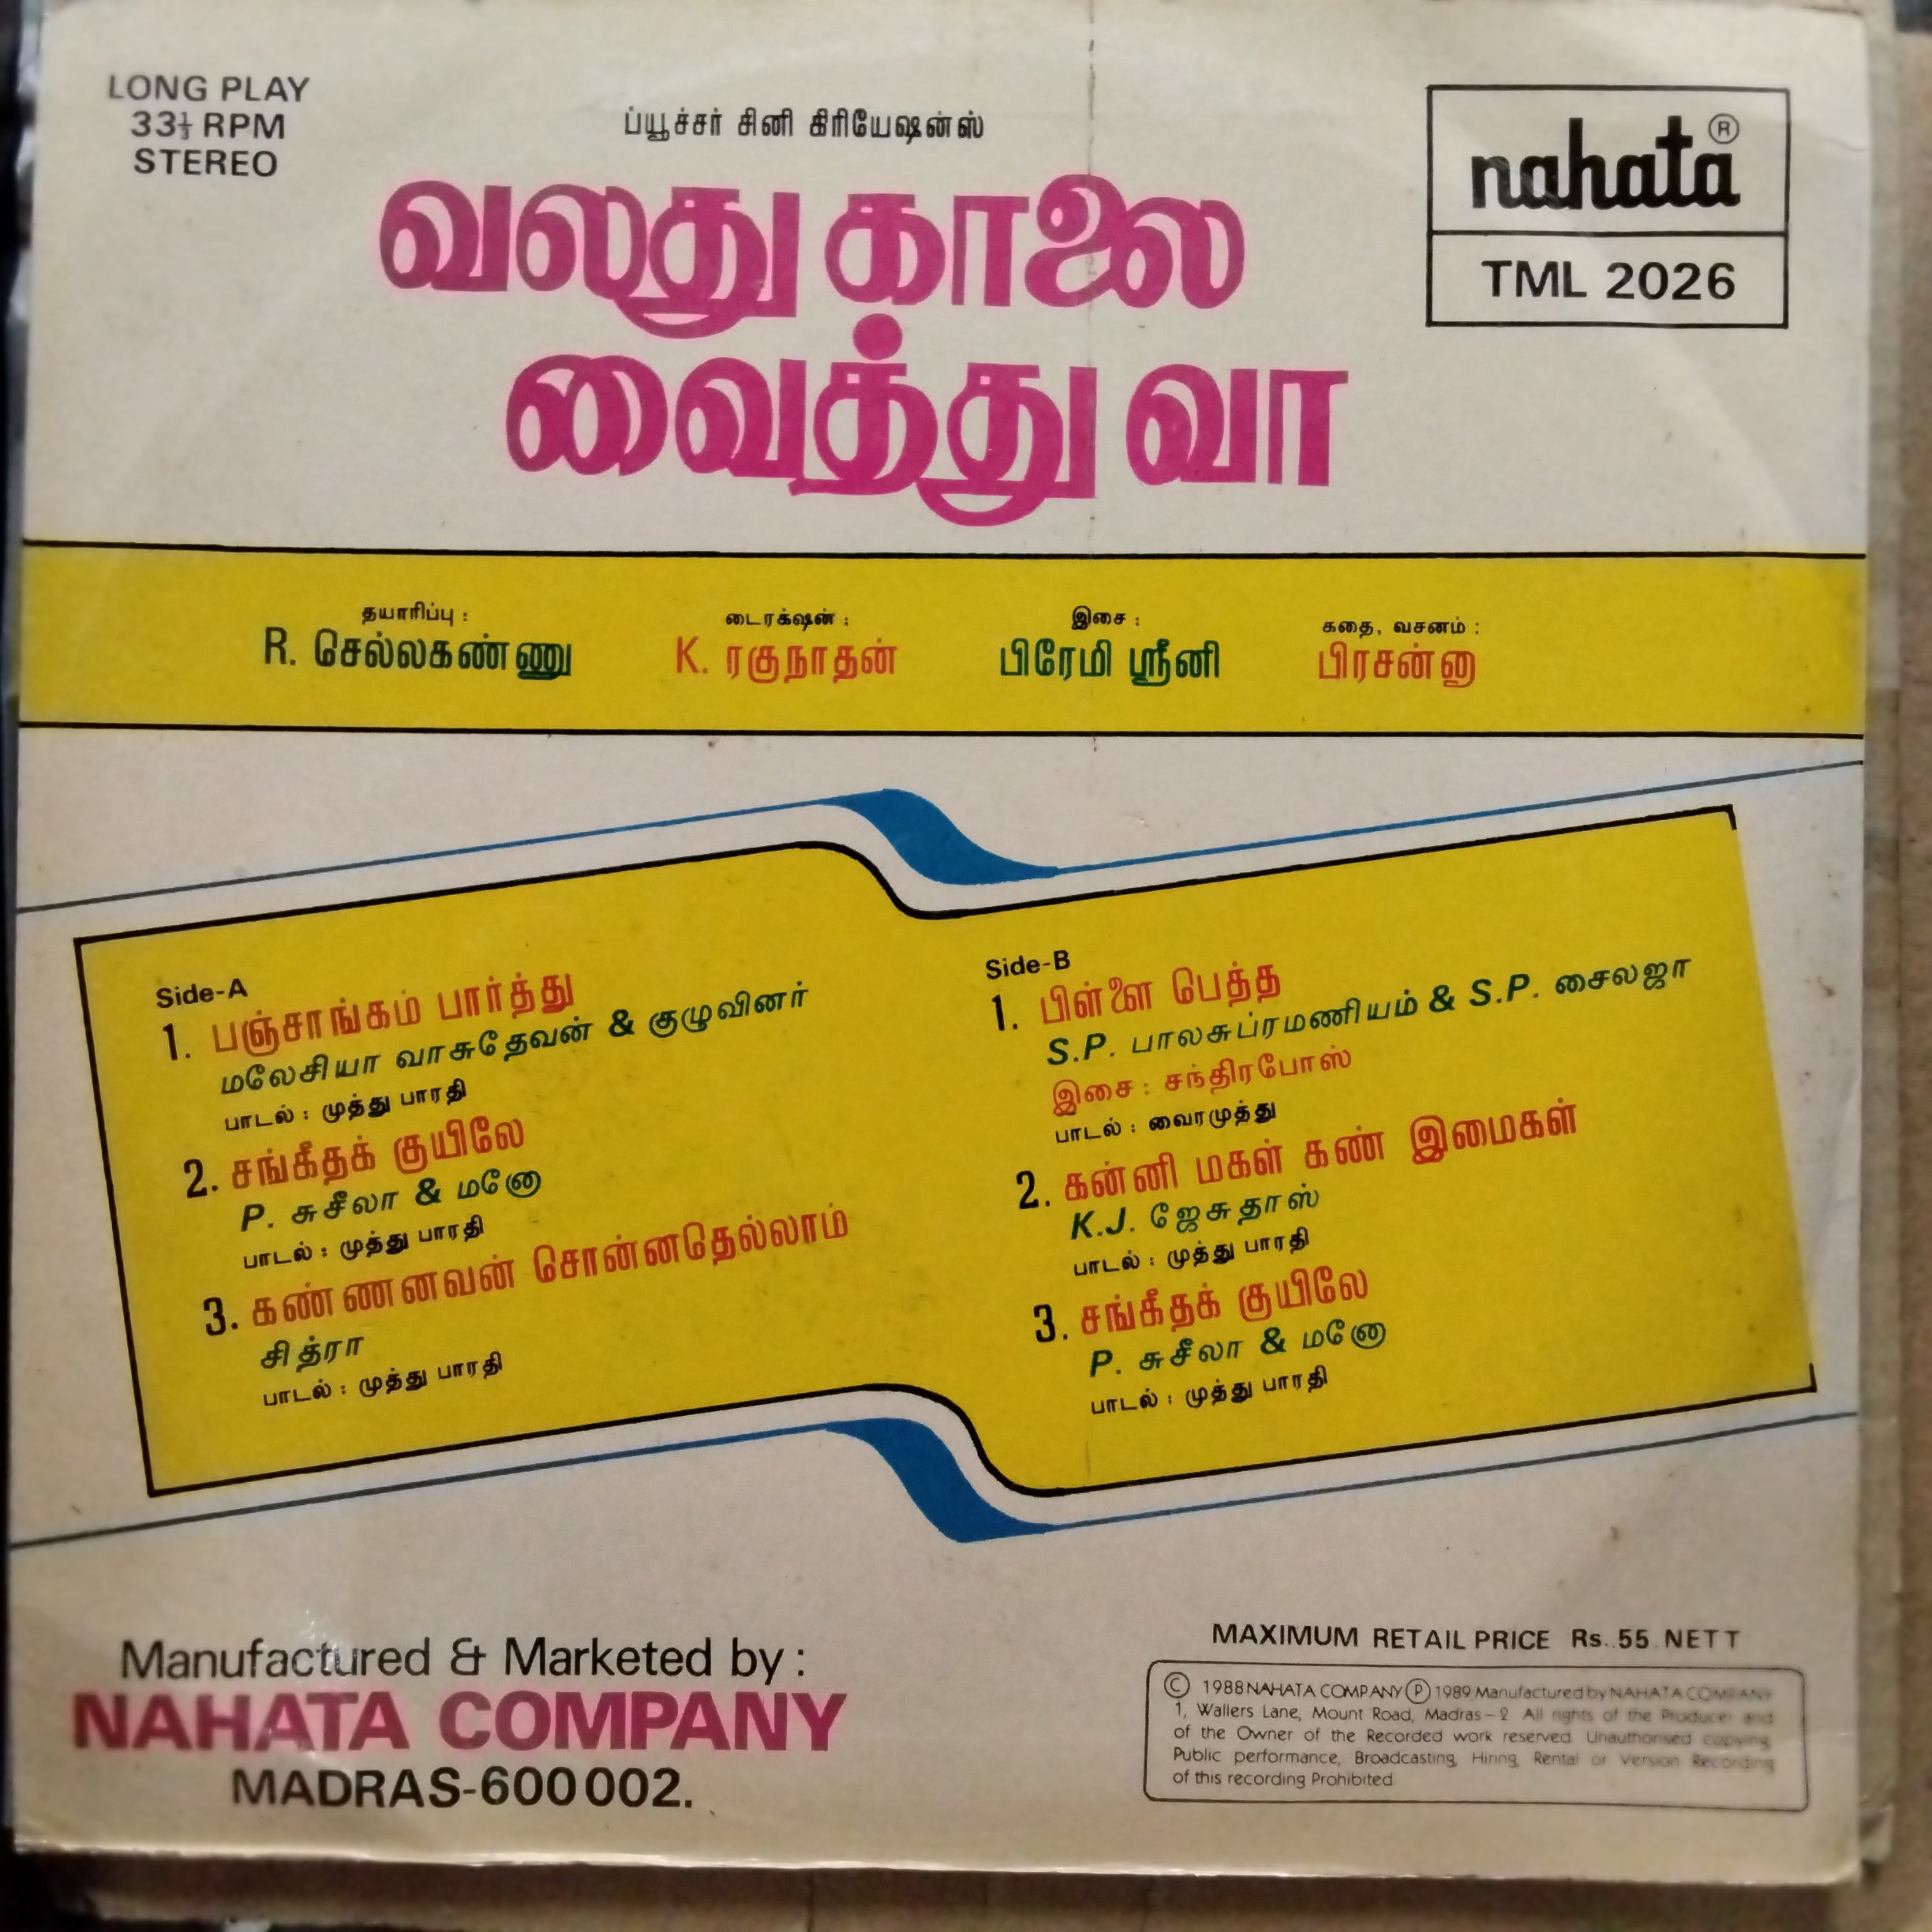 LONG PLAY
33⅓ RPM
STEREO
ப்யூச்சர் சினி கிரியேஷன்ஸ்
வலது காலை
வைத்து வா
nahata ®
TML 2026
தயாரிப்பு :
R. செல்லகண்ணு
டைரக்‌ஷன் :
K. ரகுநாதன்
இசை :
பிரேமி ஸ்ரீனி
கதை, வசனம் :
பிரசன்னு
Side-A
1. பஞ்சாங்கம் பார்த்து
மலேசியா வாசுதேவன் & குழுவினர்
பாடல் : முத்து பாரதி
2. சங்கீதக் குயிலே
P. சுசீலா & மனோ
பாடல் : முத்து பாரதி
3. கண்ணனவன் சொன்னதெல்லாம்
சித்ரா
பாடல் : முத்து பாரதி
Side-B
1. பிள்ளை பெத்த
S.P. பாலசுப்ரமணியம் & S.P. சைலஜா
இசை : சந்திரபோஸ்
பாடல் : வைரமுத்து
2. கன்னி மகள் கண் இமைகள்
K.J. ஜேசுதாஸ்
பாடல் : முத்து பாரதி
3. சங்கீதக் குயிலே
P. சுசீலா & மனோ
பாடல் : முத்து பாரதி
Manufactured & Marketed by :
NAHATA COMPANY
MADRAS-600 002.
MAXIMUM RETAIL PRICE Rs. 55 NETT
© 1988 NAHATA COMPANY ℗ 1989 Manufactured by NAHATA COMPANY
1, Wallers Lane, Mount Road, Madras – 2 All rights of the Producer and
of the Owner of the Recorded work reserved. Unauthorised copying,
Public performance, Broadcasting, Hiring, Rental or Version Recording
of this recording Prohibited.